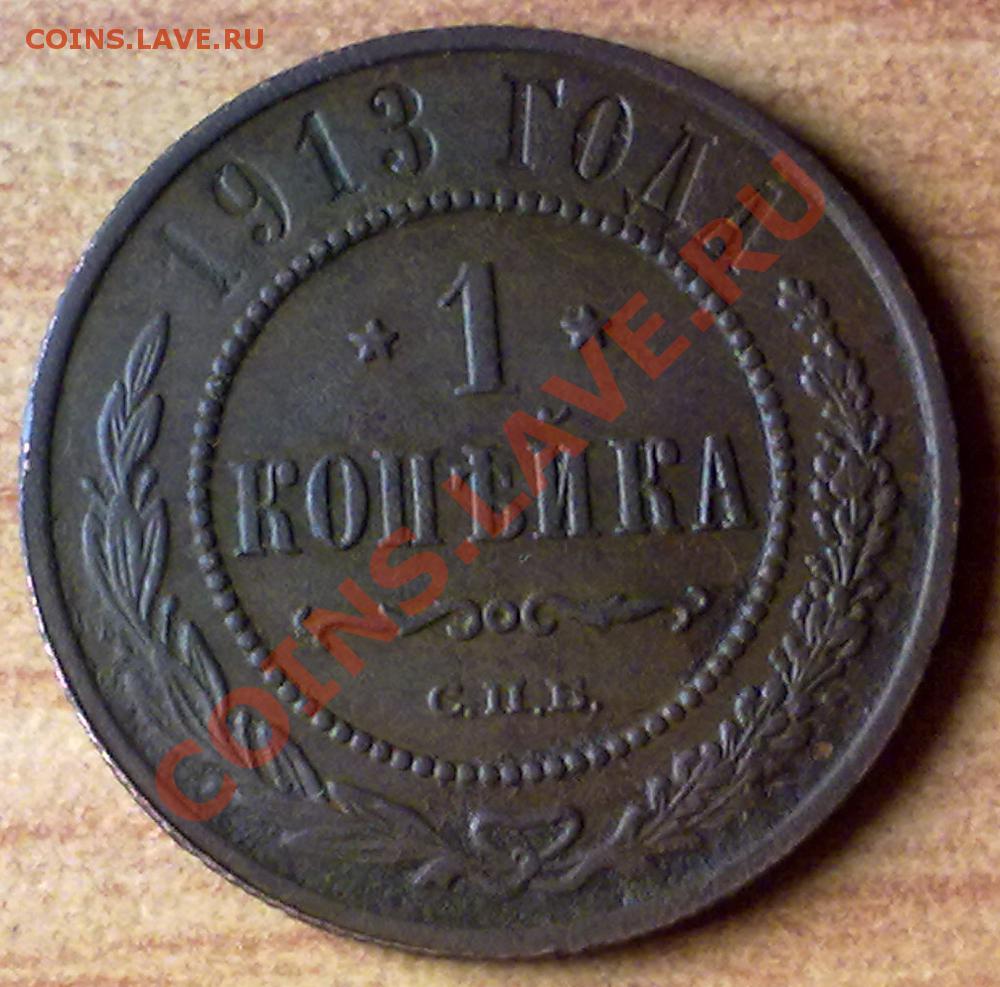 COINS.LAVE.RU
1913 ГОДЪ
* 1 *
КОПѢЙКА
С.П.Б.
COINS.LAVE.RU